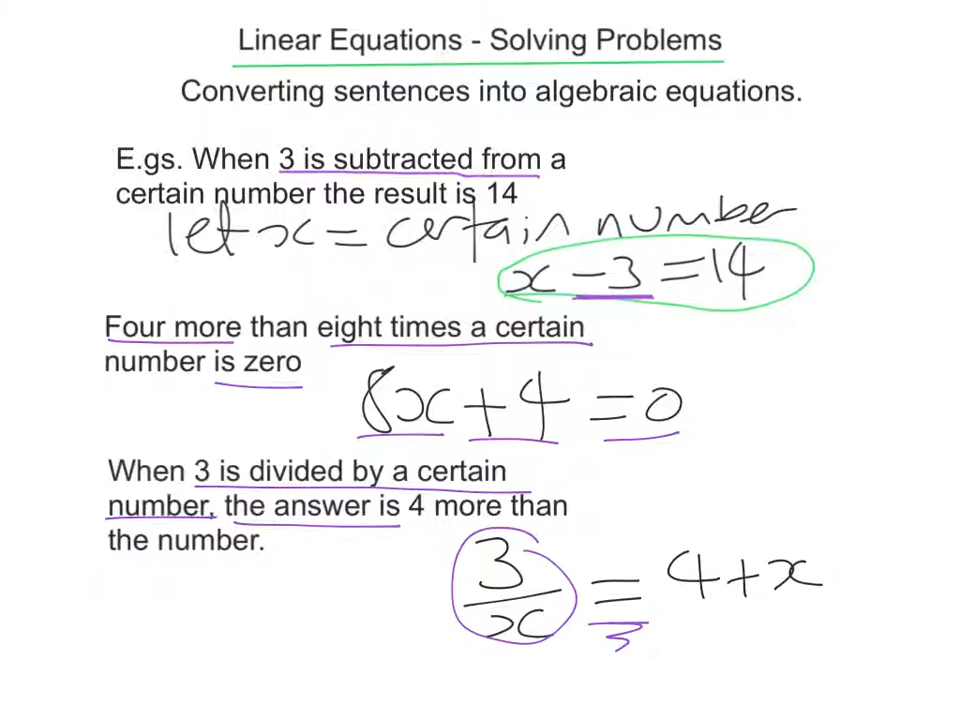 Linear Equations - Solving Problems
Converting sentences into algebraic equations.
E.gs. When 3 is subtracted from a
certain number the result is 14
let x = certain number
x - 3 = 14
Four more than eight times a certain
number is zero
8x + 4 = 0
When 3 is divided by a certain
number, the answer is 4 more than
the number.
3/x = 4 + x